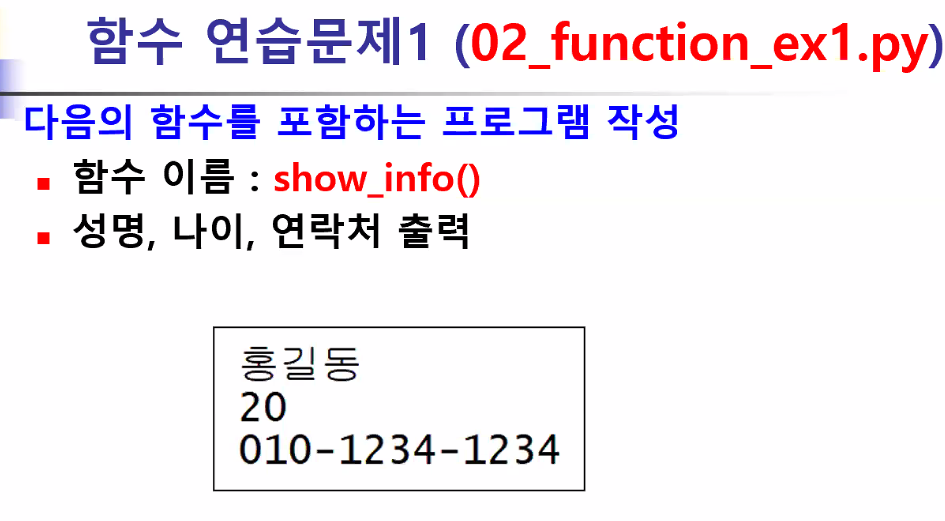 함수 연습문제1 (02_function_ex1.py)
다음의 함수를 포함하는 프로그램 작성
함수 이름 : show_info()
성명, 나이, 연락처 출력
홍길동
20
010-1234-1234